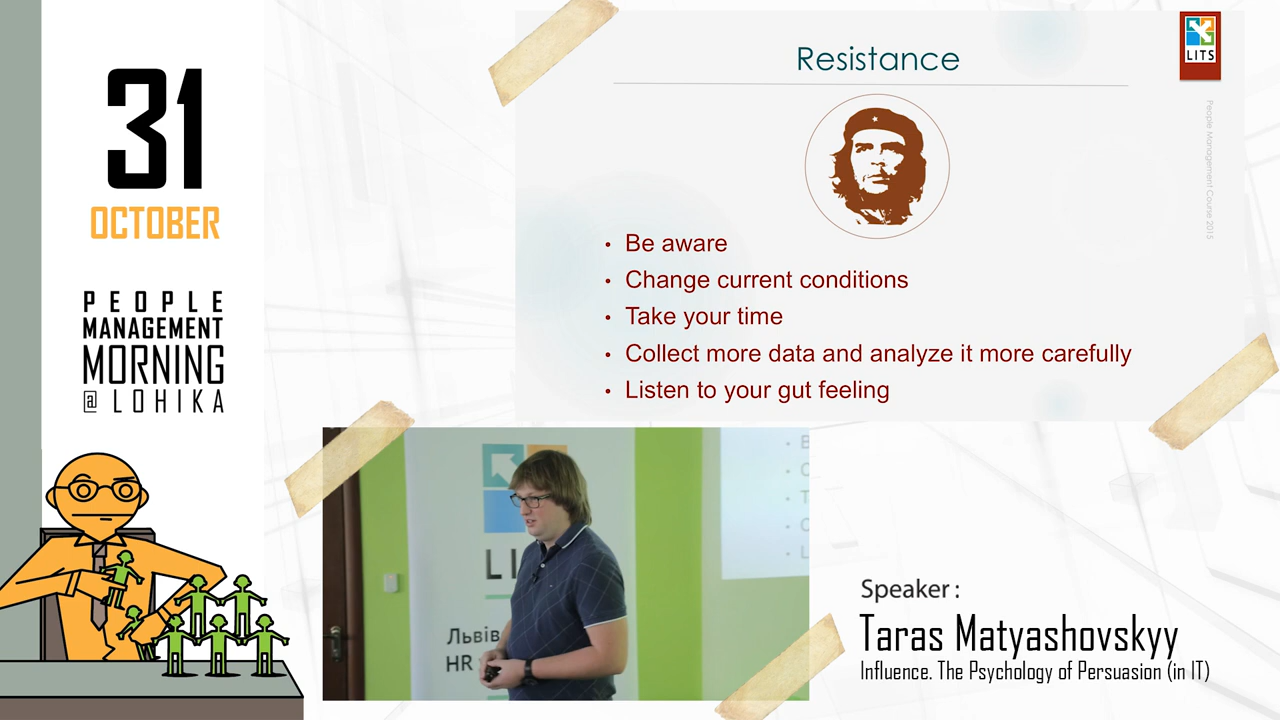 31
OCTOBER
PEOPLE
MANAGEMENT
MORNING
@LOHIKA
Resistance
LITS
People Management Course 2015
• Be aware
• Change current conditions
• Take your time
• Collect more data and analyze it more carefully
• Listen to your gut feeling
Львів
HR
Speaker :
Taras Matyashovskyy
Influence. The Psychology of Persuasion (in IT)